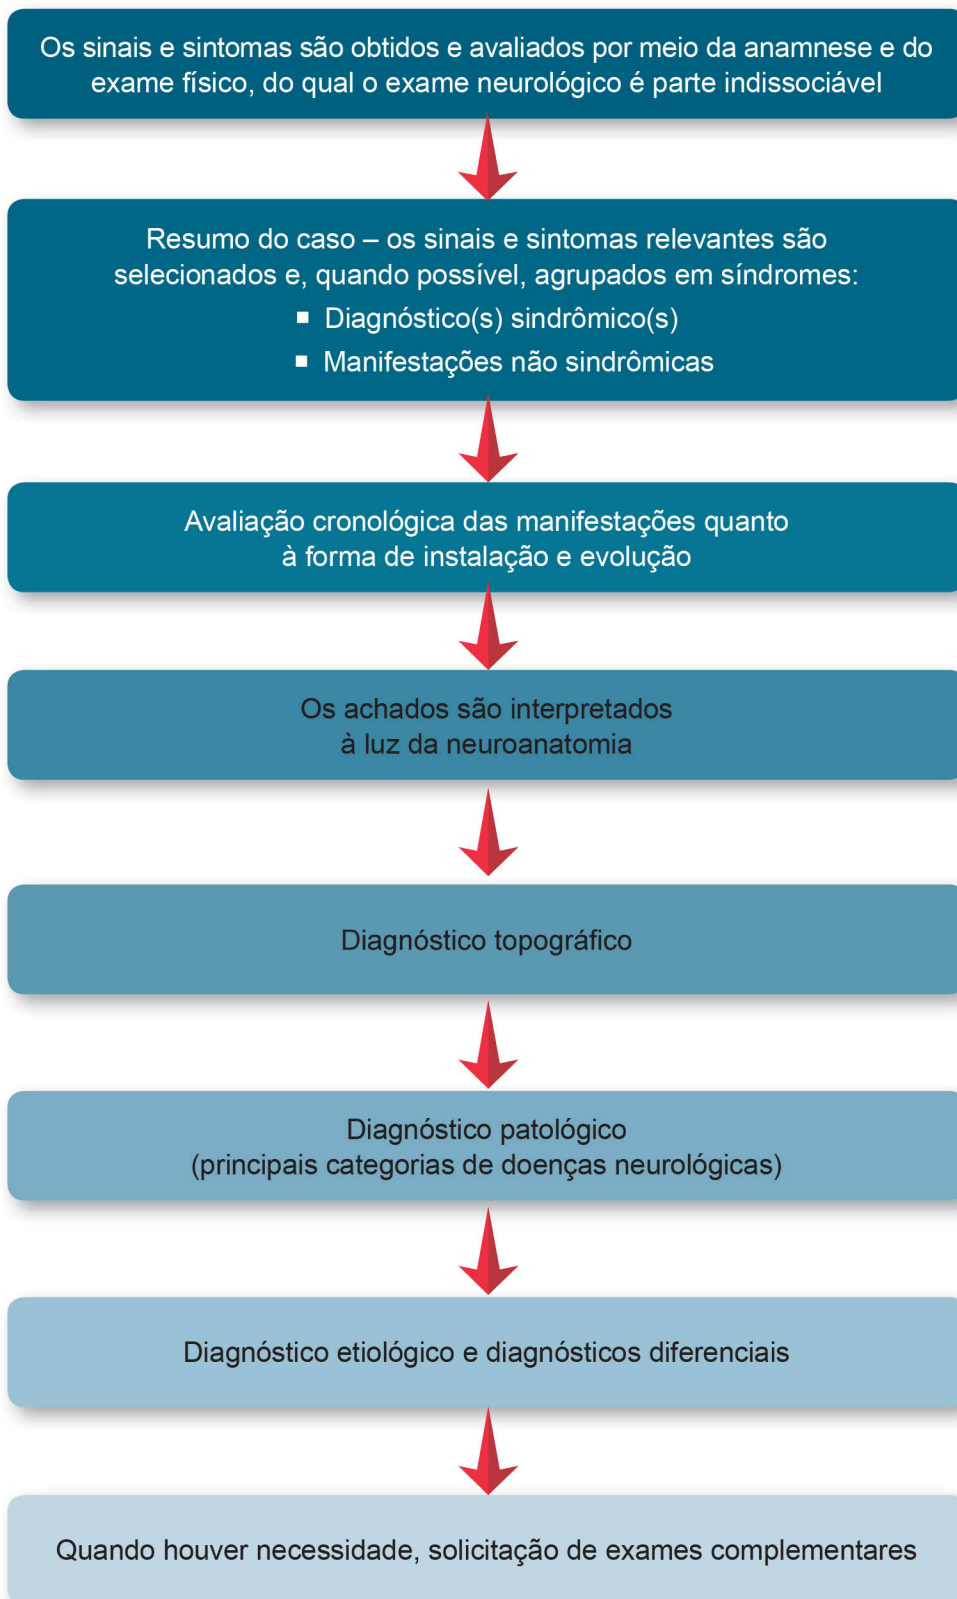 Os sinais e sintomas são obtidos e avaliados por meio da anamnese e do
exame físico, do qual o exame neurológico é parte indissociável
Resumo do caso – os sinais e sintomas relevantes são
selecionados e, quando possível, agrupados em síndromes:
▪ Diagnóstico(s) sindrômico(s)
▪ Manifestações não sindrômicas
Avaliação cronológica das manifestações quanto
à forma de instalação e evolução
Os achados são interpretados
à luz da neuroanatomia
Diagnóstico topográfico
Diagnóstico patológico
(principais categorias de doenças neurológicas)
Diagnóstico etiológico e diagnósticos diferenciais
Quando houver necessidade, solicitação de exames complementares